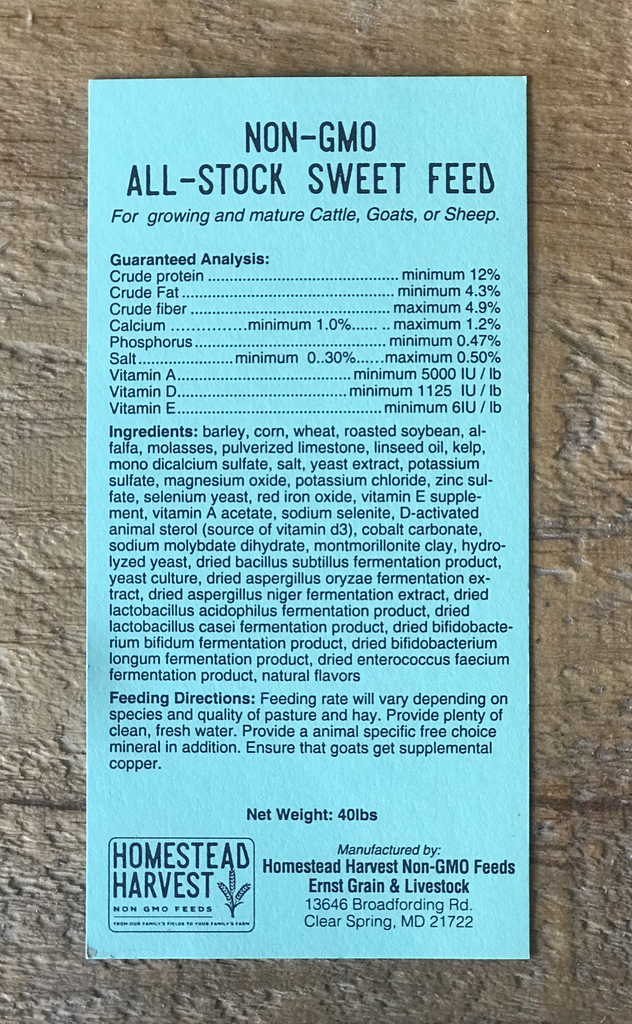 NON-GMO
ALL-STOCK SWEET FEED
For growing and mature Cattle, Goats, or Sheep.
Guaranteed Analysis:
Crude protein ........................................ minimum 12%
Crude Fat ............................................ minimum 4.3%
Crude fiber .......................................... maximum 4.9%
Calcium ...............minimum 1.0%...... .. maximum 1.2%
Phosphorus ....................................... minimum 0.47%
Salt.................... minimum 0..30%......maximum 0.50%
Vitamin A.................................... minimum 5000 IU / lb
Vitamin D................................... minimum 1125 IU / lb
Vitamin E.......................................... minimum 6IU / lb
Ingredients: barley, corn, wheat, roasted soybean, al-
falfa, molasses, pulverized limestone, linseed oil, kelp,
mono dicalcium sulfate, salt, yeast extract, potassium
sulfate, magnesium oxide, potassium chloride, zinc sul-
fate, selenium yeast, red iron oxide, vitamin E supple-
ment, vitamin A acetate, sodium selenite, D-activated
animal sterol (source of vitamin d3), cobalt carbonate,
sodium molybdate dihydrate, montmorillonite clay, hydro-
lyzed yeast, dried bacillus subtillus fermentation product,
yeast culture, dried aspergillus oryzae fermentation ex-
tract, dried aspergillus niger fermentation extract, dried
lactobacillus acidophilus fermentation product, dried
lactobacillus casei fermentation product, dried bifidobacte-
rium bifidum fermentation product, dried bifidobacterium
longum fermentation product, dried enterococcus faecium
fermentation product, natural flavors
Feeding Directions: Feeding rate will vary depending on
species and quality of pasture and hay. Provide plenty of
clean, fresh water. Provide a animal specific free choice
mineral in addition. Ensure that goats get supplemental
copper.
Net Weight: 40lbs
HOMESTEAD
HARVEST
NON GMO FEEDS
FROM OUR FAMILY'S FIELDS TO YOUR FAMILY'S FARM
Manufactured by:
Homestead Harvest Non-GMO Feeds
Ernst Grain & Livestock
13646 Broadfording Rd.
Clear Spring, MD 21722